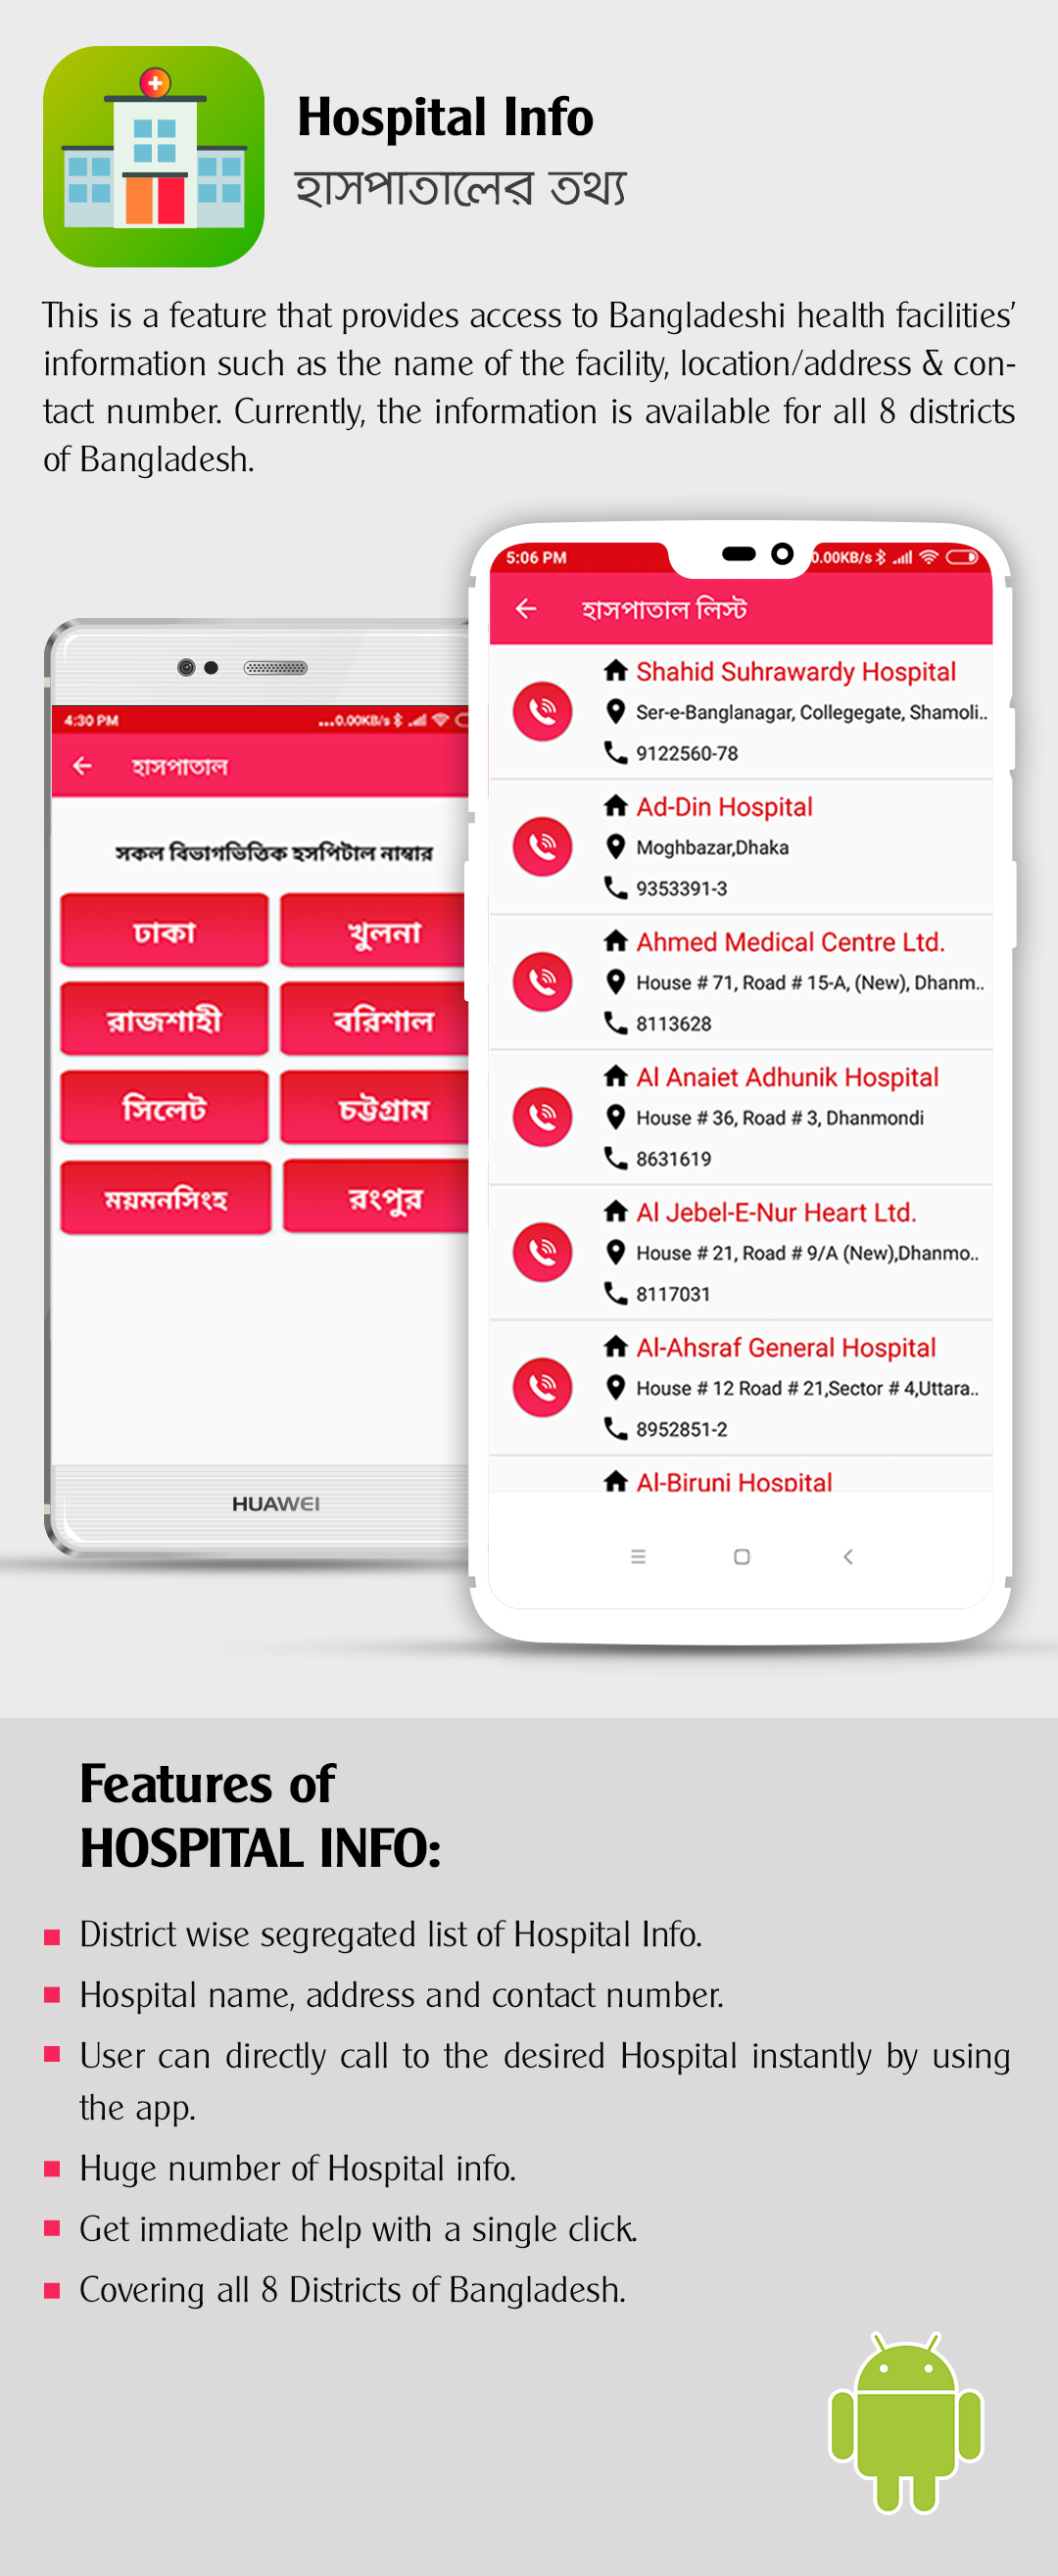 Hospital Info
হাসপাতালের তথ্য
This is a feature that provides access to Bangladeshi health facilities’
information such as the name of the facility, location/address & con-
tact number. Currently, the information is available for all 8 districts
of Bangladesh.
4:30 PM ...0.00KB/s
হাসপাতাল
সকল বিভাগভিত্তিক হসপিটাল নাম্বার
ঢাকা খুলনা
রাজশাহী বরিশাল
সিলেট চট্টগ্রাম
ময়মনসিংহ রংপুর
HUAWEI
5:06 PM 0.00KB/s
হাসপাতাল লিস্ট
Shahid Suhrawardy Hospital
Ser-e-Banglanagar, Collegegate, Shamoli..
9122560-78
Ad-Din Hospital
Moghbazar,Dhaka
9353391-3
Ahmed Medical Centre Ltd.
House # 71, Road # 15-A, (New), Dhanm..
8113628
Al Anaiet Adhunik Hospital
House # 36, Road # 3, Dhanmondi
8631619
Al Jebel-E-Nur Heart Ltd.
House # 21, Road # 9/A (New),Dhanmo..
8117031
Al-Ahsraf General Hospital
House # 12 Road # 21,Sector # 4,Uttara..
8952851-2
Al-Biruni Hospital
Features of
HOSPITAL INFO:
District wise segregated list of Hospital Info.
Hospital name, address and contact number.
User can directly call to the desired Hospital instantly by using
the app.
Huge number of Hospital info.
Get immediate help with a single click.
Covering all 8 Districts of Bangladesh.